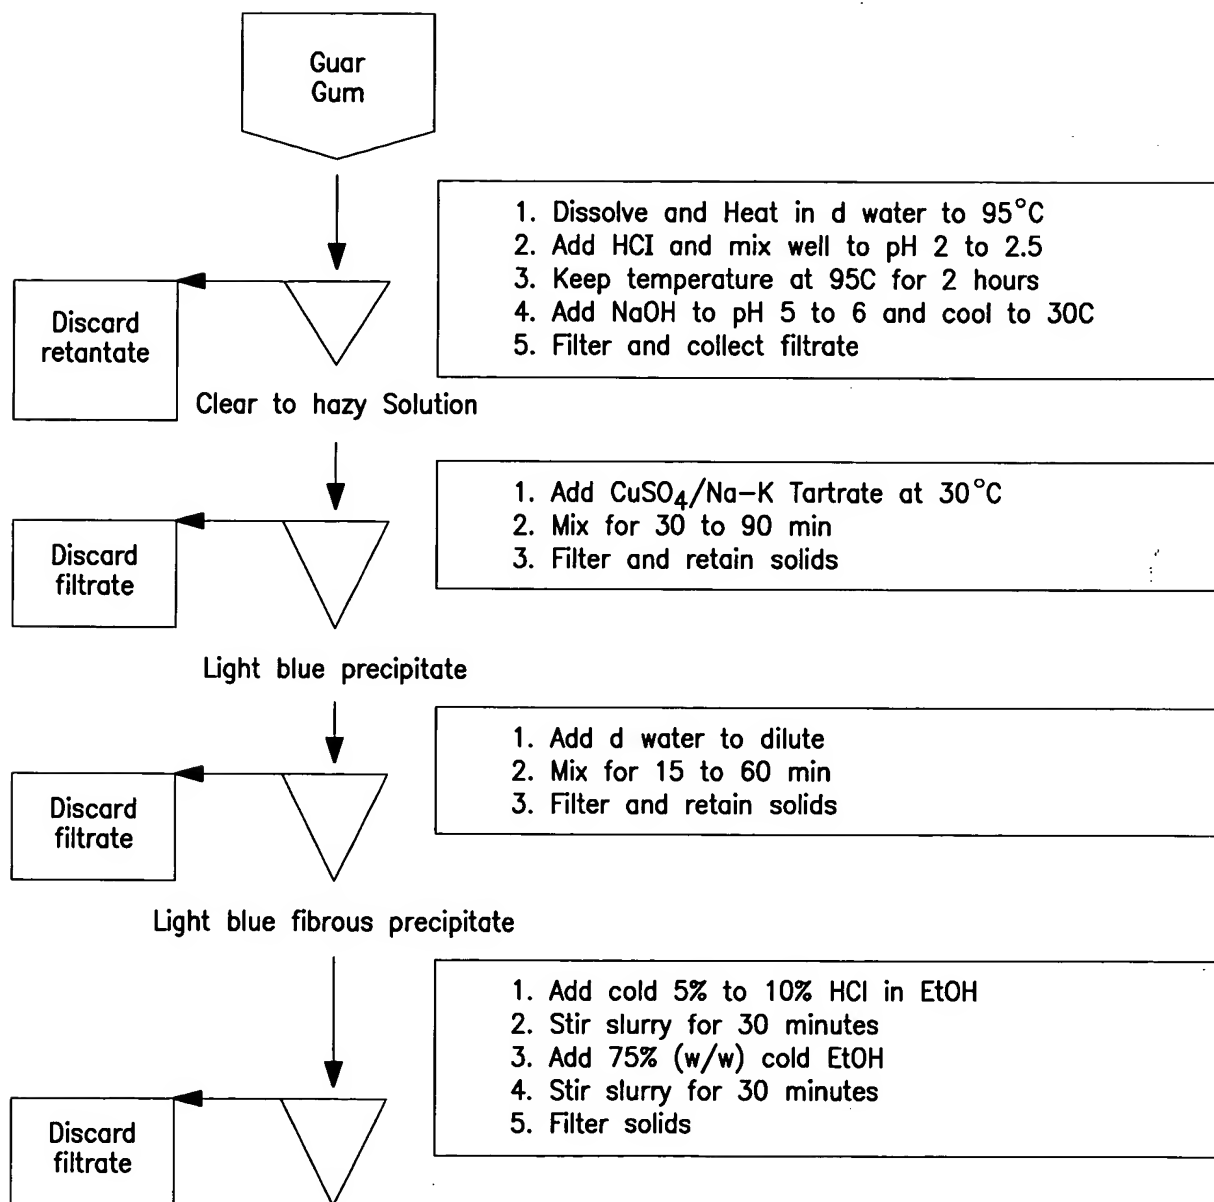 Guar
Gum
1. Dissolve and Heat in d water to 95°C
2. Add HCl and mix well to pH 2 to 2.5
3. Keep temperature at 95C for 2 hours
4. Add NaOH to pH 5 to 6 and cool to 30C
5. Filter and collect filtrate
Discard
retantate
Clear to hazy Solution
1. Add CuSO4/Na-K Tartrate at 30°C
2. Mix for 30 to 90 min
3. Filter and retain solids
Discard
filtrate
Light blue precipitate
1. Add d water to dilute
2. Mix for 15 to 60 min
3. Filter and retain solids
Discard
filtrate
Light blue fibrous precipitate
1. Add cold 5% to 10% HCl in EtOH
2. Stir slurry for 30 minutes
3. Add 75% (w/w) cold EtOH
4. Stir slurry for 30 minutes
5. Filter solids
Discard
filtrate